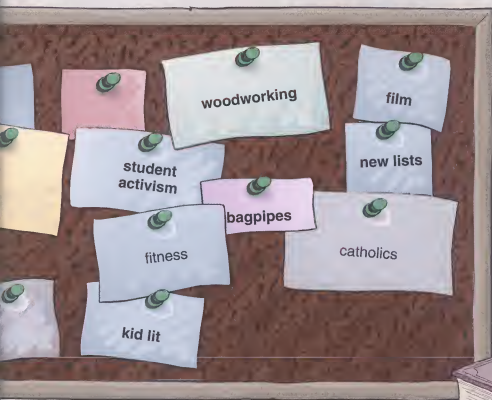 woodworking
film
student
activism
new lists
bagpipes
fitness
catholics
kid lit